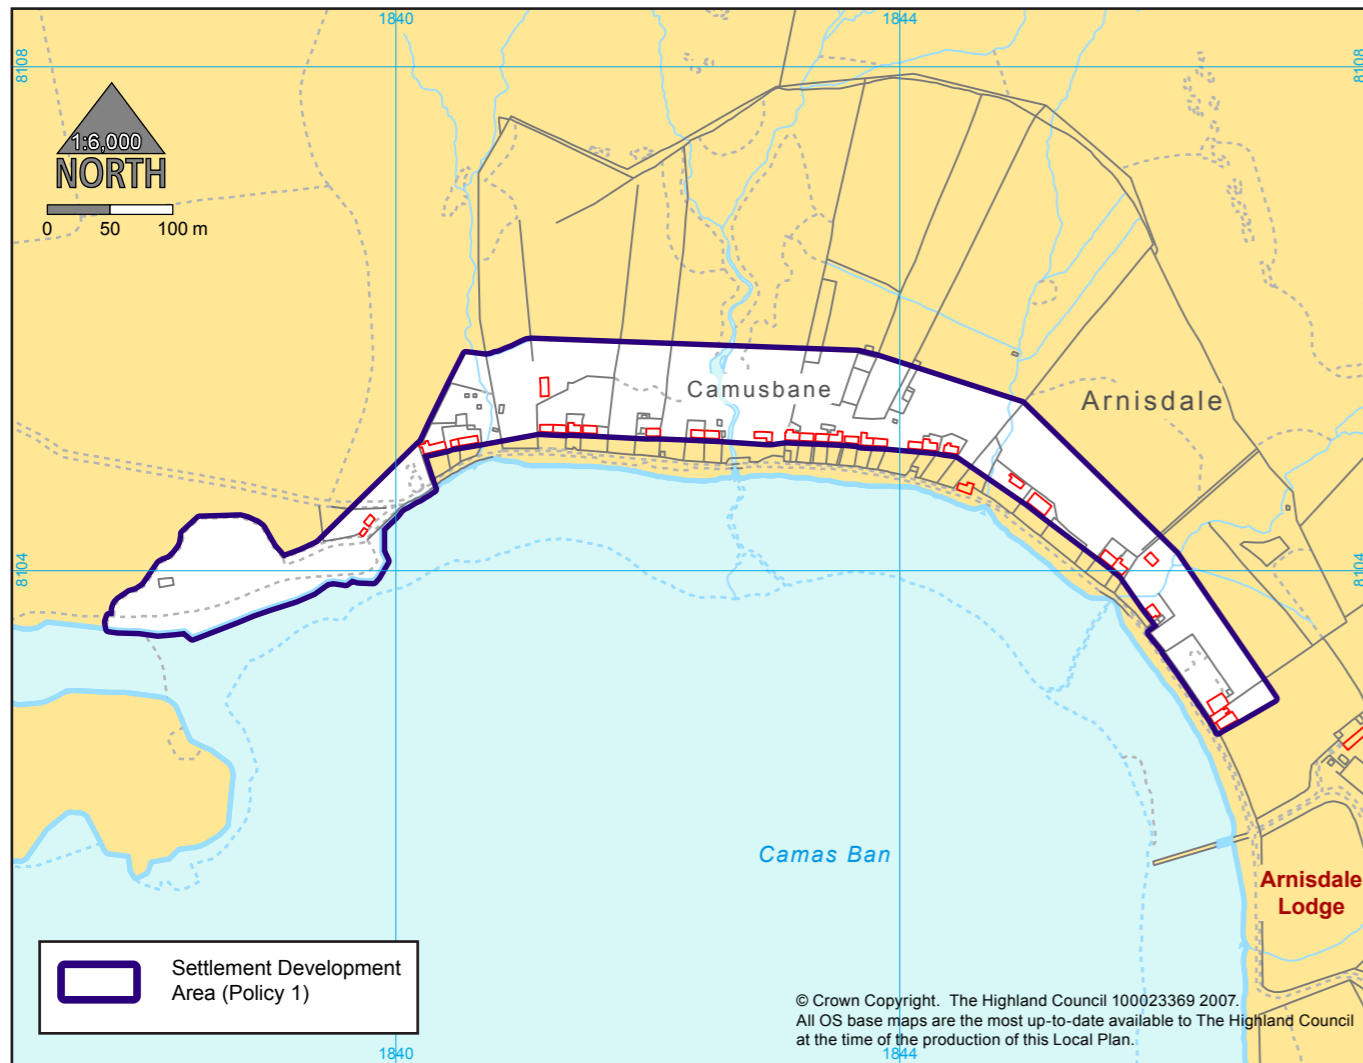 1840
1844
8108
8108
1:6,000
NORTH
0 50 100 m
Camusbane
Arnisdale
8104
8104
Camas Ban
Arnisdale
Lodge
Settlement Development
Area (Policy 1)
© Crown Copyright. The Highland Council 100023369 2007.
All OS base maps are the most up-to-date available to The Highland Council
at the time of the production of this Local Plan.
1840
1844